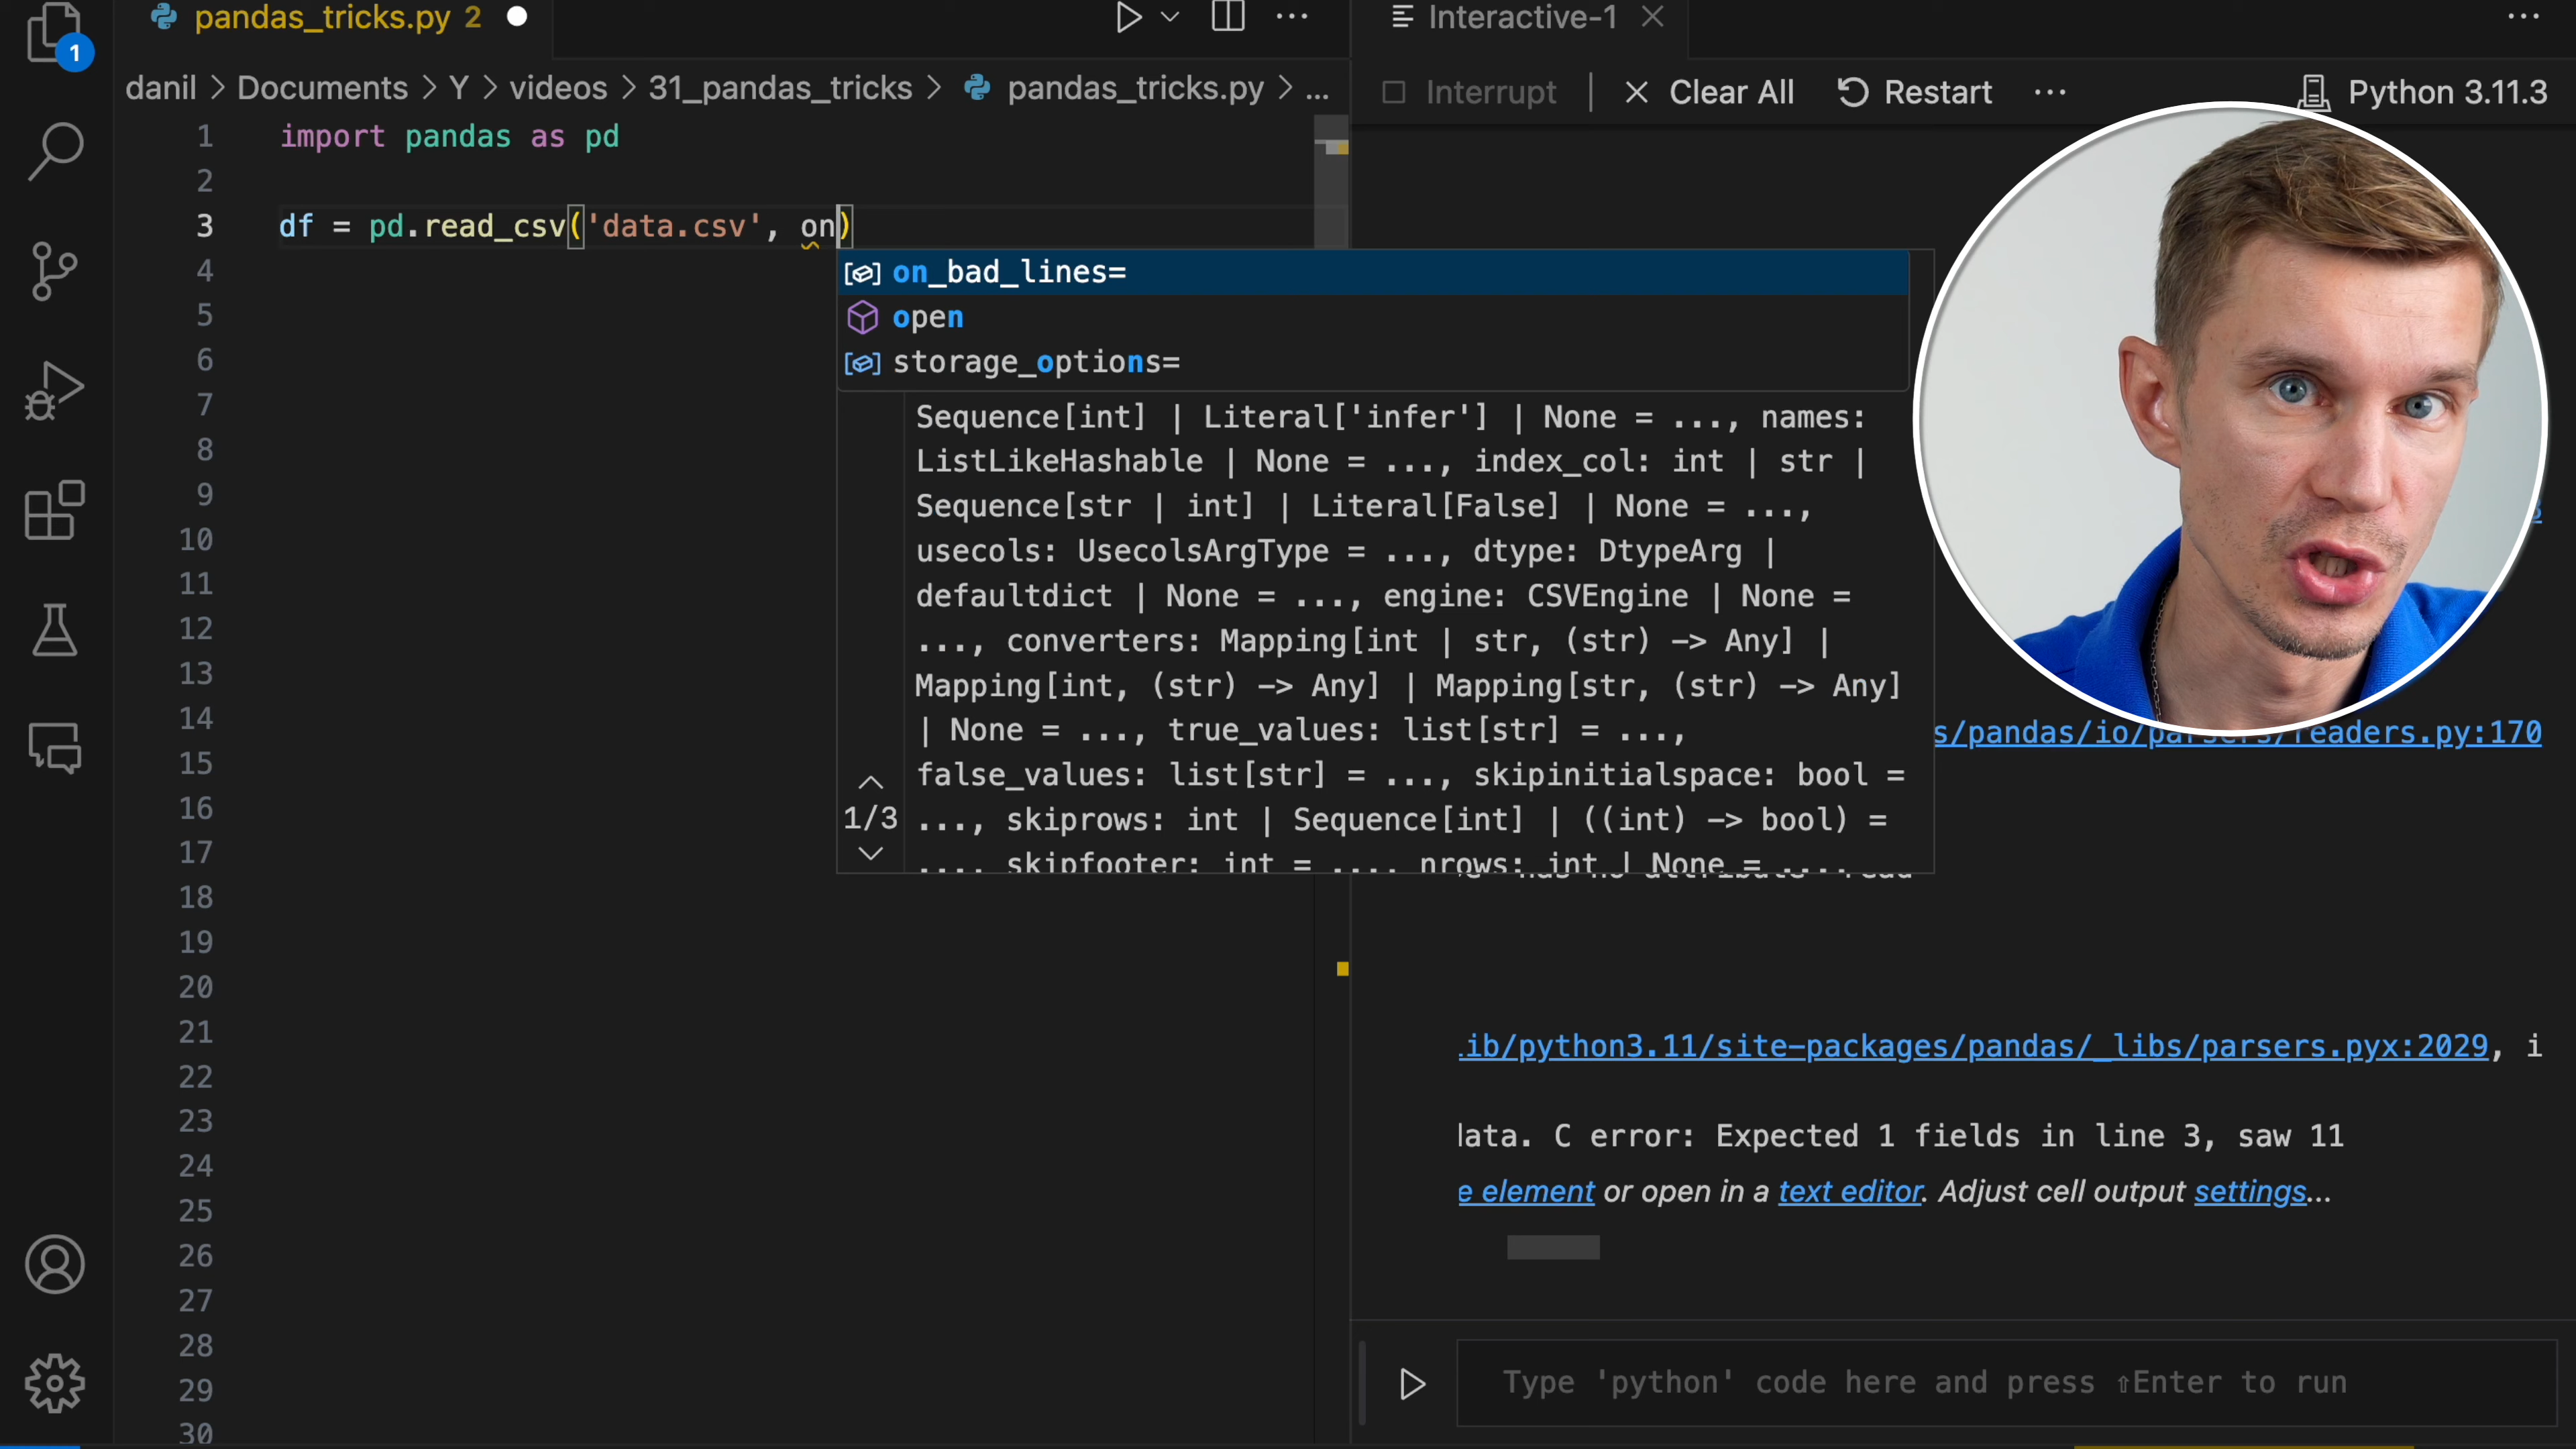 pandas_tricks.py 2
Interactive-1
1
danil > Documents > Y > videos > 31_pandas_tricks > pandas_tricks.py > ...
Interrupt | Clear All Restart ... Python 3.11.3
1 import pandas as pd
2
3 df = pd.read_csv('data.csv', on)
4 on_bad_lines=
5 open
6 storage_options=
7 Sequence[int] | Literal['infer'] | None = ..., names:
8 ListLikeHashable | None = ..., index_col: int | str |
9 Sequence[str | int] | Literal[False] | None = ...,
10 usecols: UsecolsArgType = ..., dtype: DtypeArg |
11 defaultdict | None = ..., engine: CSVEngine | None =
12 ..., converters: Mapping[int | str, (str) -> Any] |
13 Mapping[int, (str) -> Any] | Mapping[str, (str) -> Any]
14 | None = ..., true_values: list[str] = ...,
s/pandas/io/parsers/readers.py:170
15 false_values: list[str] = ..., skipinitialspace: bool =
16 1/3 ..., skiprows: int | Sequence[int] | ((int) -> bool) =
17 ..., skipfooter: int = ..., nrows: int | None = ...,
18
19
20
21
.ib/python3.11/site-packages/pandas/_libs/parsers.pyx:2029, i
22
23
data. C error: Expected 1 fields in line 3, saw 11
24
e element or open in a text editor. Adjust cell output settings...
25
26
27
28
29
Type 'python' code here and press ⇧Enter to run
30